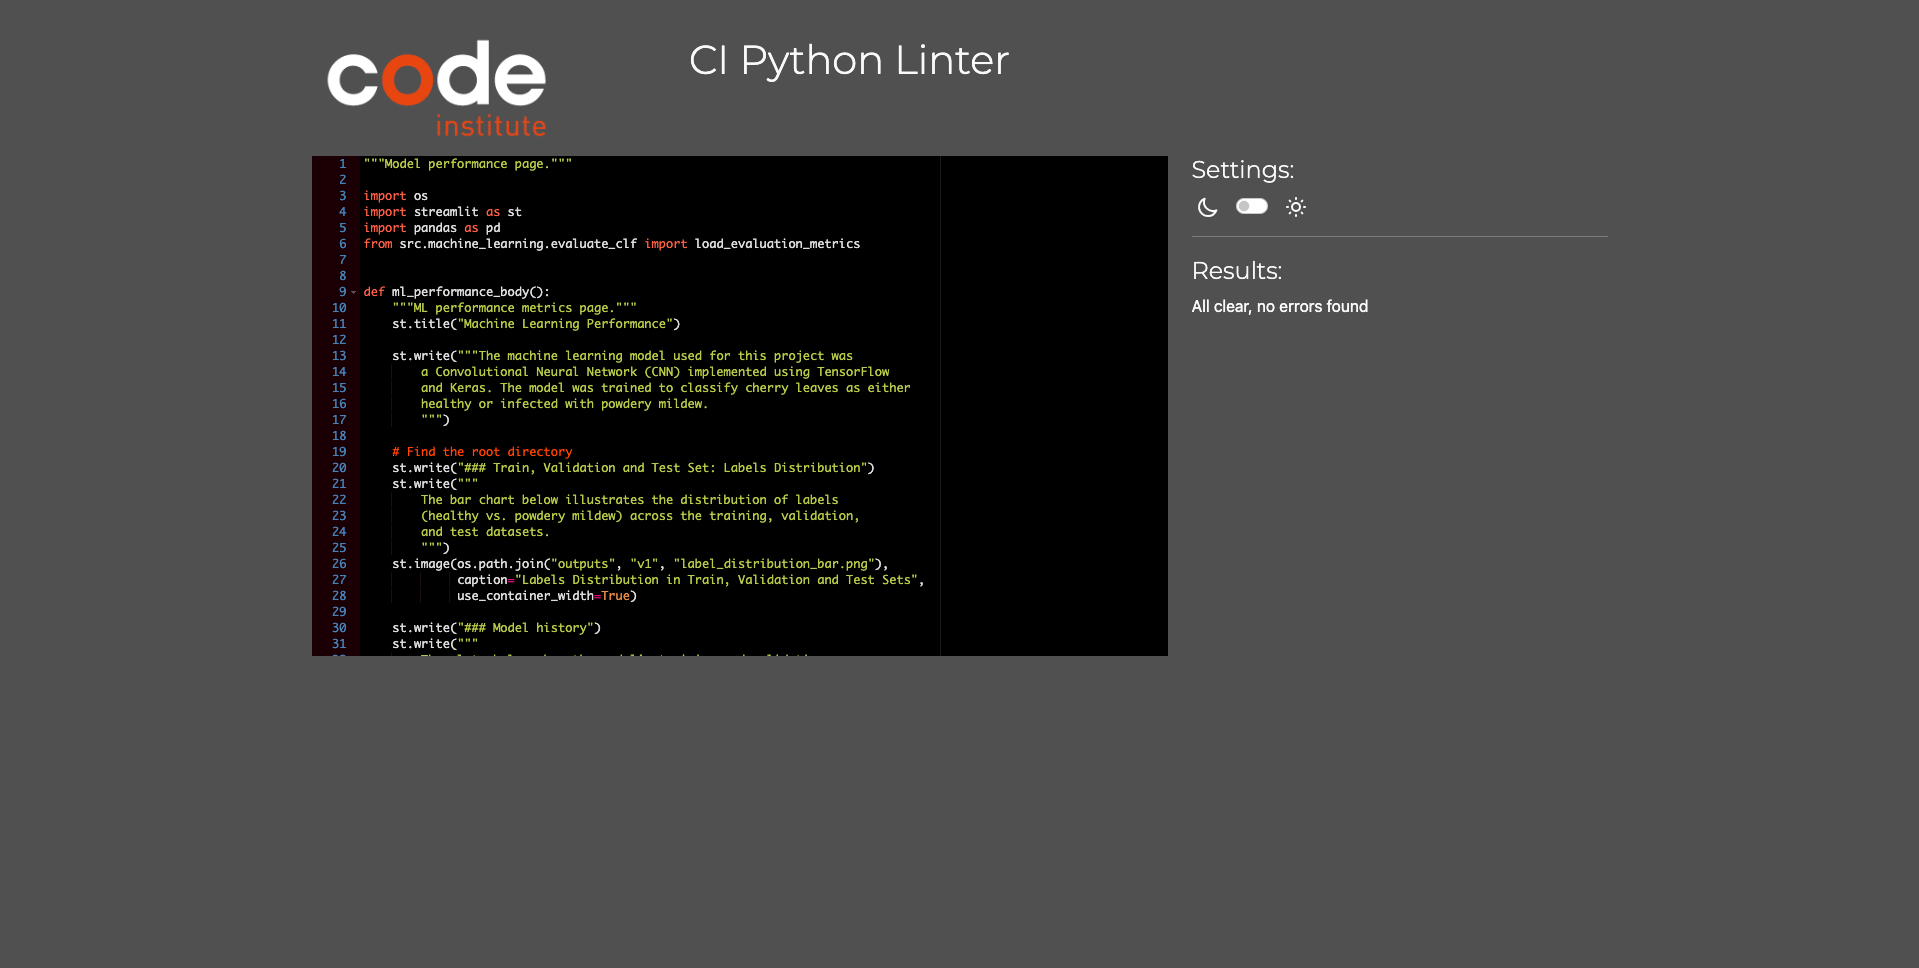 code
institute
CI Python Linter
1 """Model performance page."""
2
3 import os
4 import streamlit as st
5 import pandas as pd
6 from src.machine_learning.evaluate_clf import load_evaluation_metrics
7
8
9 def ml_performance_body():
10     """ML performance metrics page."""
11     st.title("Machine Learning Performance")
12
13     st.write("""The machine learning model used for this project was
14         a Convolutional Neural Network (CNN) implemented using TensorFlow
15         and Keras. The model was trained to classify cherry leaves as either
16         healthy or infected with powdery mildew.
17         """)
18
19     # Find the root directory
20     st.write("### Train, Validation and Test Set: Labels Distribution")
21     st.write("""
22         The bar chart below illustrates the distribution of labels
23         (healthy vs. powdery mildew) across the training, validation,
24         and test datasets.
25         """)
26     st.image(os.path.join("outputs", "v1", "label_distribution_bar.png"),
27              caption="Labels Distribution in Train, Validation and Test Sets",
28              use_container_width=True)
29
30     st.write("### Model history")
31     st.write("""
Settings:
Results:
All clear, no errors found